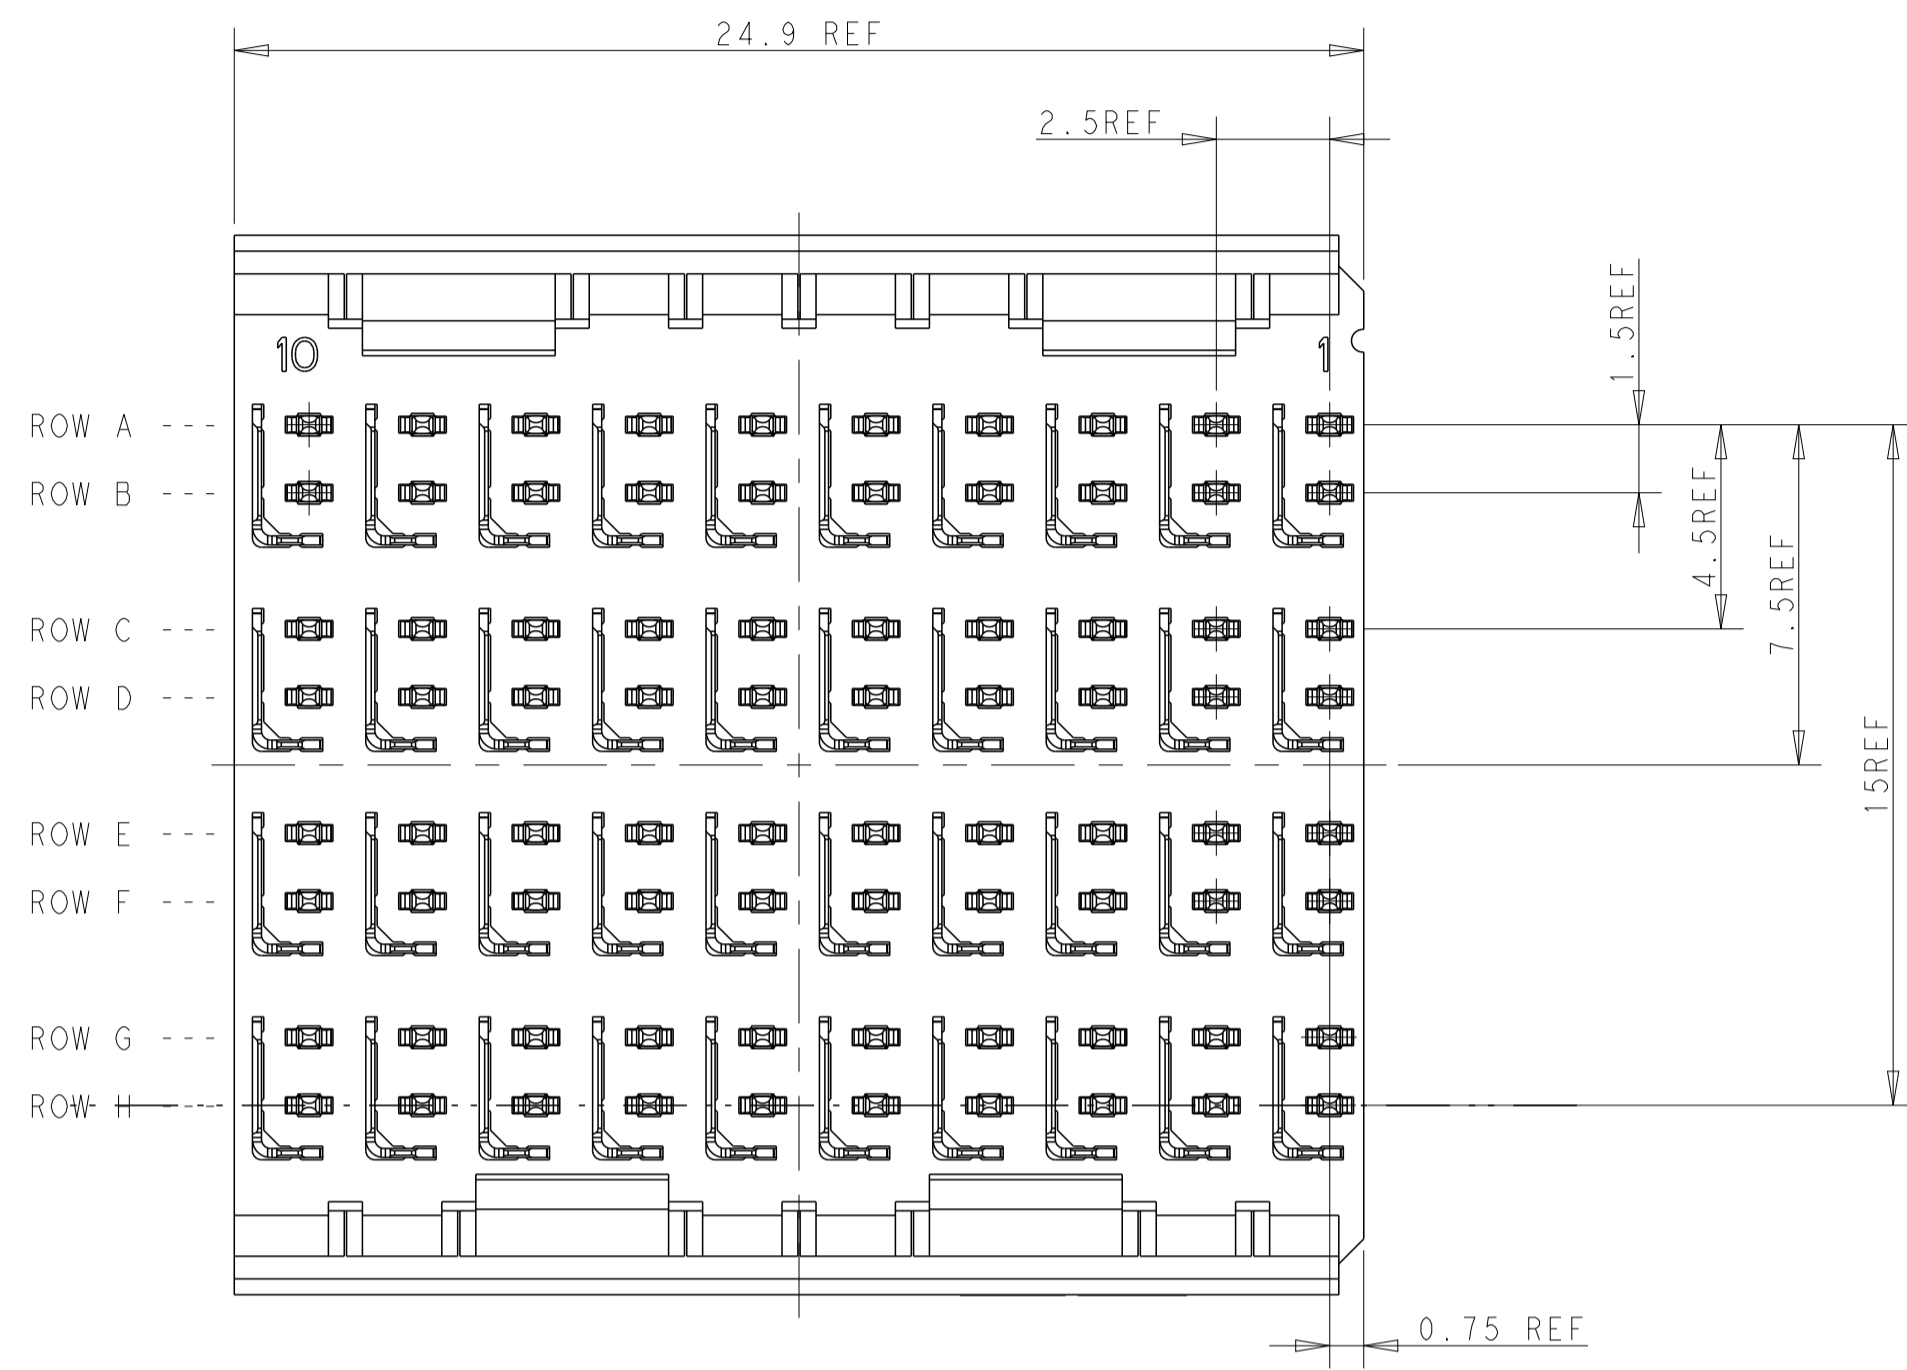 24.9 REF
2.5REF
1.5REF
10
1
ROW A
ROW B
4.5REF
7.5REF
ROW C
ROW D
15REF
ROW E
ROW F
ROW G
ROW H
0.75 REF